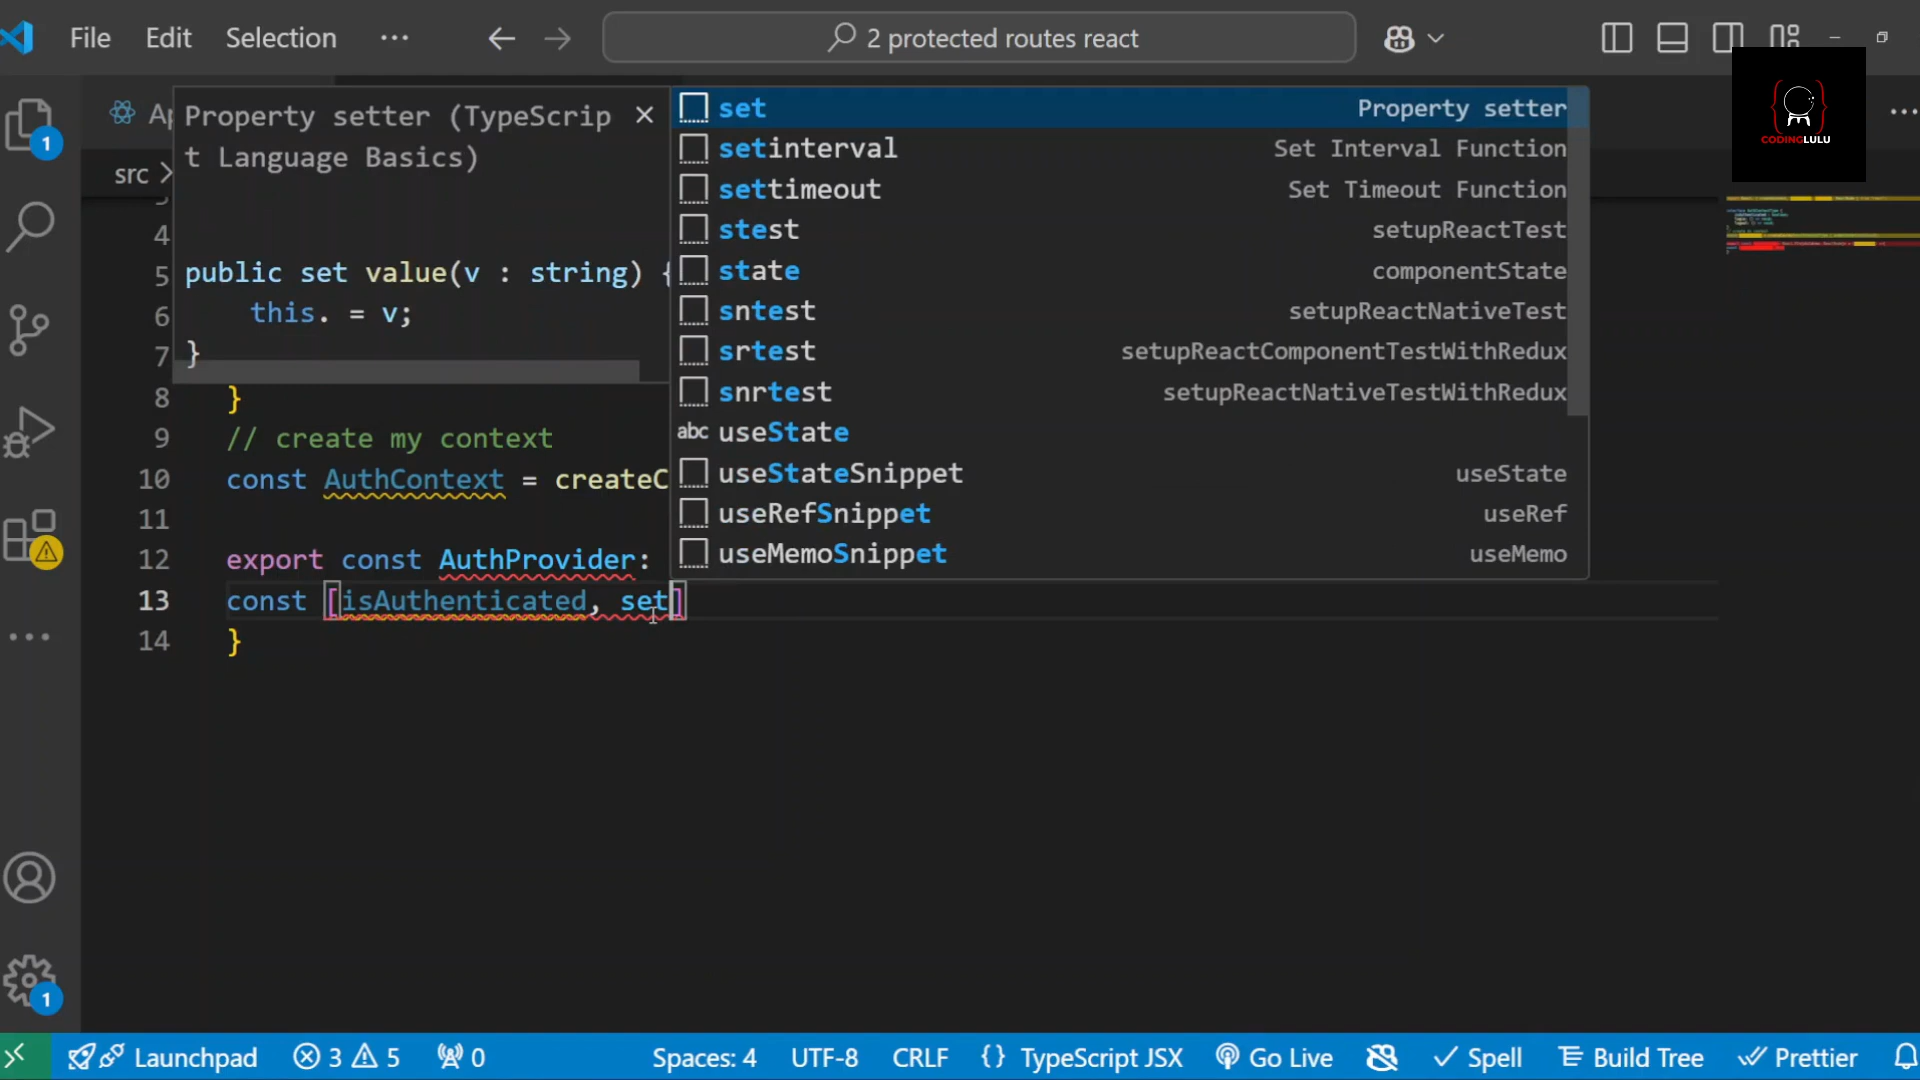 File Edit Selection ··· 2 protected routes react
CODINGLULU
Property setter (TypeScrip
t Language Basics)
public set value(v : string) {
this. = v;
}
set Property setter
setinterval Set Interval Function
settimeout Set Timeout Function
stest setupReactTest
state componentState
sntest setupReactNativeTest
srtest setupReactComponentTestWithRedux
snrtest setupReactNativeTestWithRedux
abc useState
useStateSnippet useState
useRefSnippet useRef
useMemoSnippet useMemo
src >
4
5
6
7
8 }
9 // create my context
10 const AuthContext = createC
11
12 export const AuthProvider:
13 const [isAuthenticated, set]
14 }
1
1
Launchpad 3 5 0 Spaces: 4 UTF-8 CRLF {} TypeScript JSX Go Live Spell Build Tree Prettier